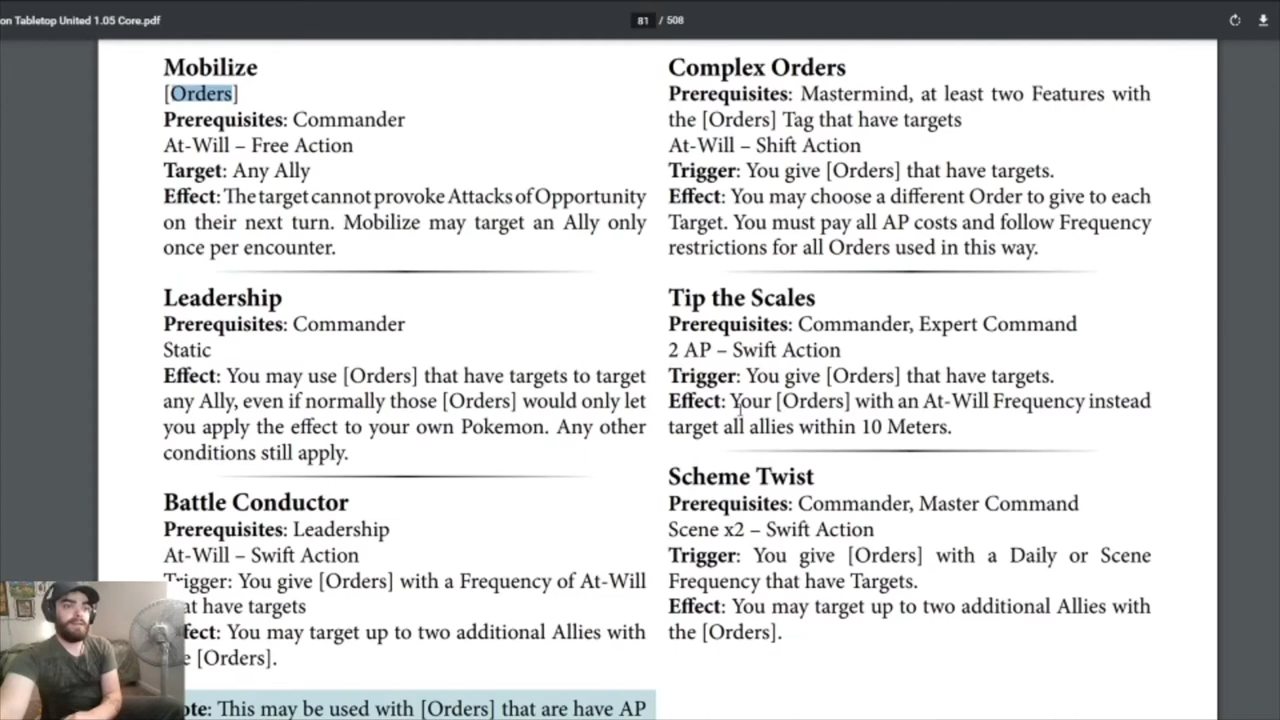 on Tabletop United 1.05 Core.pdf
81 / 508
Mobilize
[Orders]
Prerequisites: Commander
At-Will – Free Action
Target: Any Ally
Effect: The target cannot provoke Attacks of Opportunity
on their next turn. Mobilize may target an Ally only
once per encounter.
Leadership
Prerequisites: Commander
Static
Effect: You may use [Orders] that have targets to target
any Ally, even if normally those [Orders] would only let
you apply the effect to your own Pokemon. Any other
conditions still apply.
Battle Conductor
Prerequisites: Leadership
At-Will – Swift Action
Trigger: You give [Orders] with a Frequency of At-Will
at have targets
fect: You may target up to two additional Allies with
e [Orders].
ote: This may be used with [Orders] that are have AP
Complex Orders
Prerequisites: Mastermind, at least two Features with
the [Orders] Tag that have targets
At-Will – Shift Action
Trigger: You give [Orders] that have targets.
Effect: You may choose a different Order to give to each
Target. You must pay all AP costs and follow Frequency
restrictions for all Orders used in this way.
Tip the Scales
Prerequisites: Commander, Expert Command
2 AP – Swift Action
Trigger: You give [Orders] that have targets.
Effect: Your [Orders] with an At-Will Frequency instead
target all allies within 10 Meters.
Scheme Twist
Prerequisites: Commander, Master Command
Scene x2 – Swift Action
Trigger: You give [Orders] with a Daily or Scene
Frequency that have Targets.
Effect: You may target up to two additional Allies with
the [Orders].